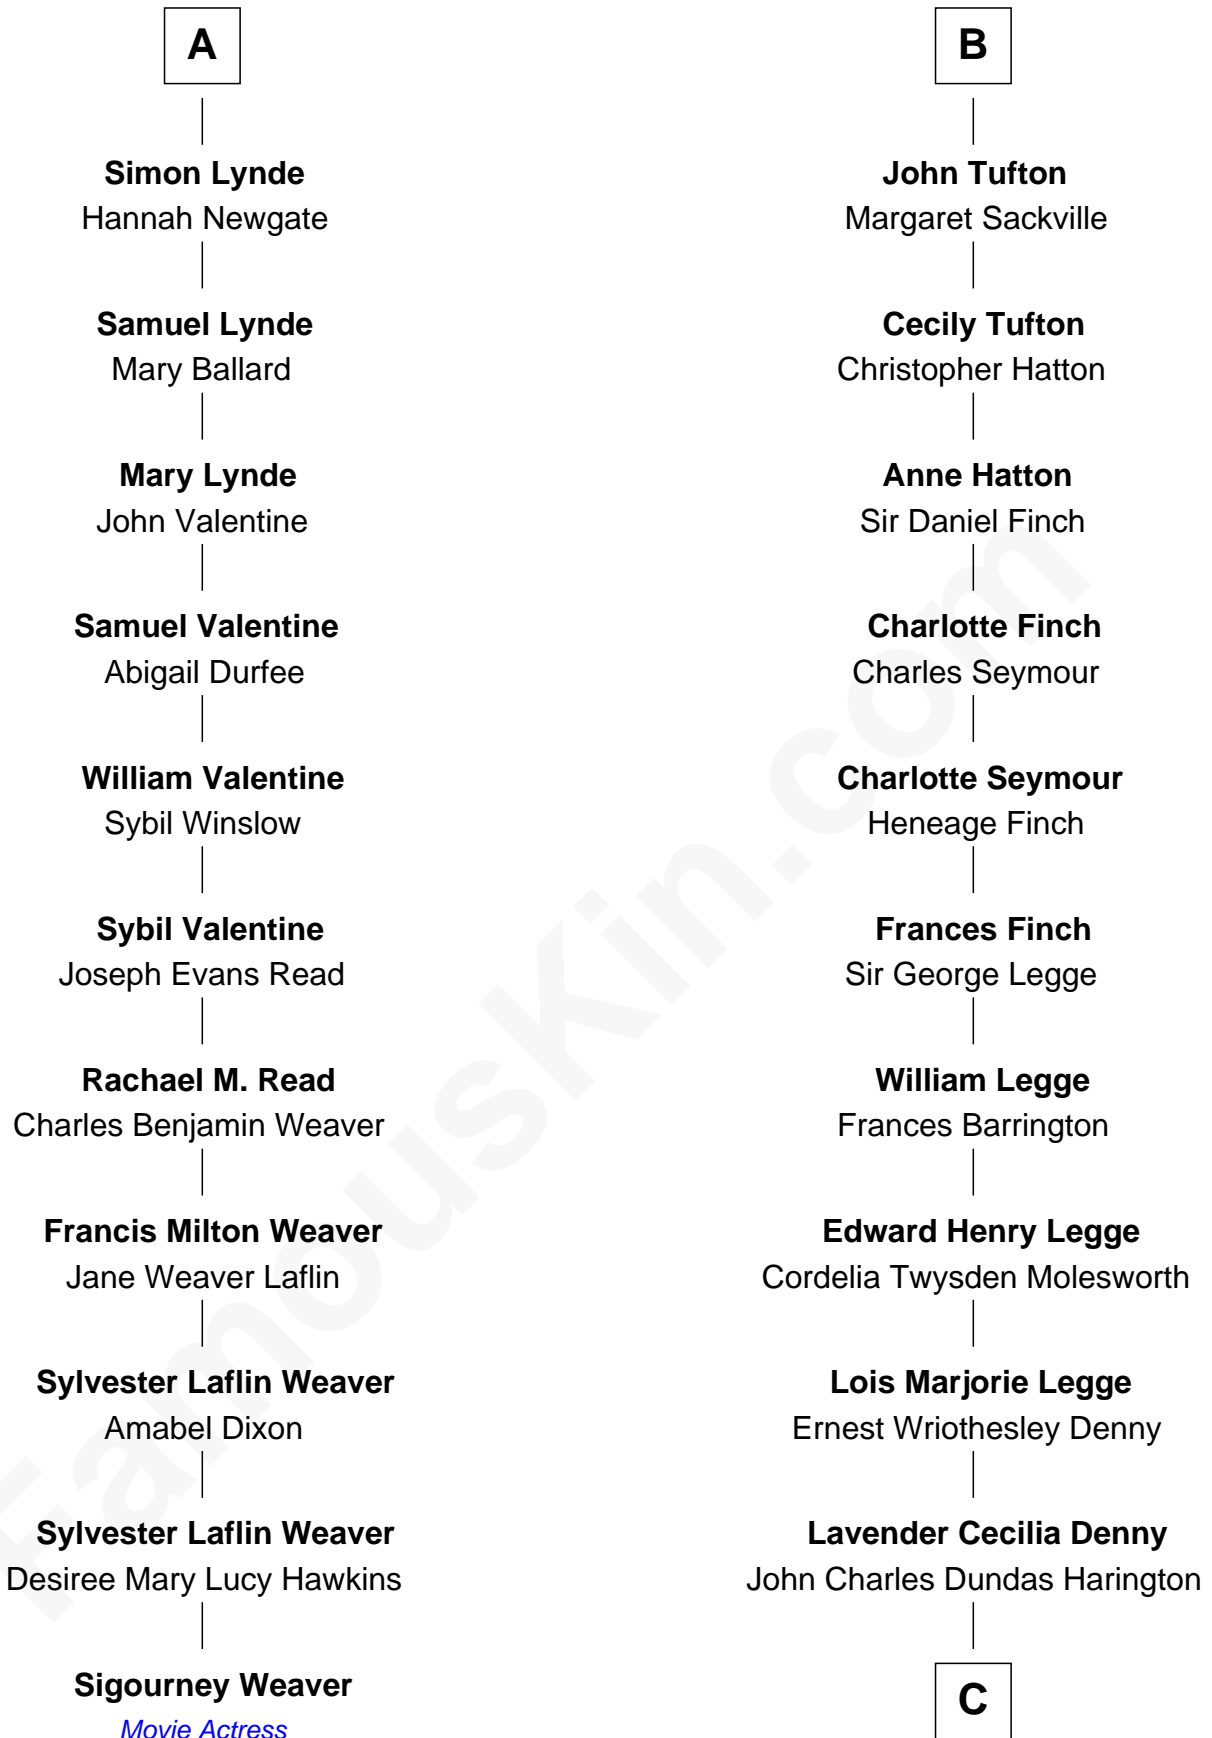 A
Simon Lynde
Hannah Newgate
Samuel Lynde
Mary Ballard
Mary Lynde
John Valentine
Samuel Valentine
Abigail Durfee
William Valentine
Sybil Winslow
Sybil Valentine
Joseph Evans Read
Rachael M. Read
Charles Benjamin Weaver
Francis Milton Weaver
Jane Weaver Laflin
Sylvester Laflin Weaver
Amabel Dixon
Sylvester Laflin Weaver
Desiree Mary Lucy Hawkins
Sigourney Weaver
Movie Actress
B
John Tufton
Margaret Sackville
Cecily Tufton
Christopher Hatton
Anne Hatton
Sir Daniel Finch
Charlotte Finch
Charles Seymour
Charlotte Seymour
Heneage Finch
Frances Finch
Sir George Legge
William Legge
Frances Barrington
Edward Henry Legge
Cordelia Twysden Molesworth
Lois Marjorie Legge
Ernest Wriothesley Denny
Lavender Cecilia Denny
John Charles Dundas Harington
C
FamousKin.com